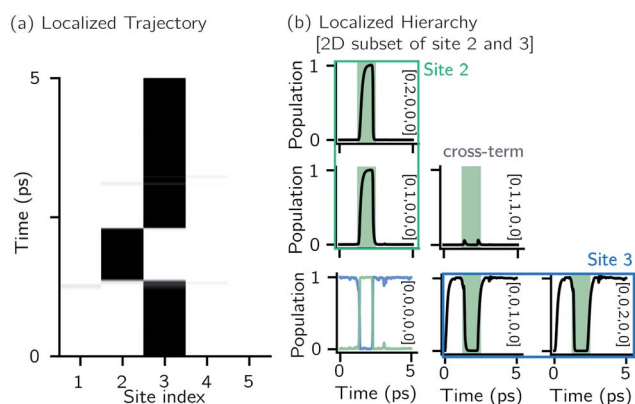 (a) Localized Trajectory
5
Time (ps)
0
1 2 3 4 5
Site index
(b) Localized Hierarchy
[2D subset of site 2 and 3]
Site 2
Population
1
0
[0,2,0,0,0]
0 5
Population
1
0
[0,1,0,0,0]
cross-term
[0,1,1,0,0]
Site 3
Population
1
0
[0,0,0,0,0]
[0,0,1,0,0]
[0,0,2,0,0]
0 5
0 5
0 5
Time (ps)
Time (ps)
Time (ps)